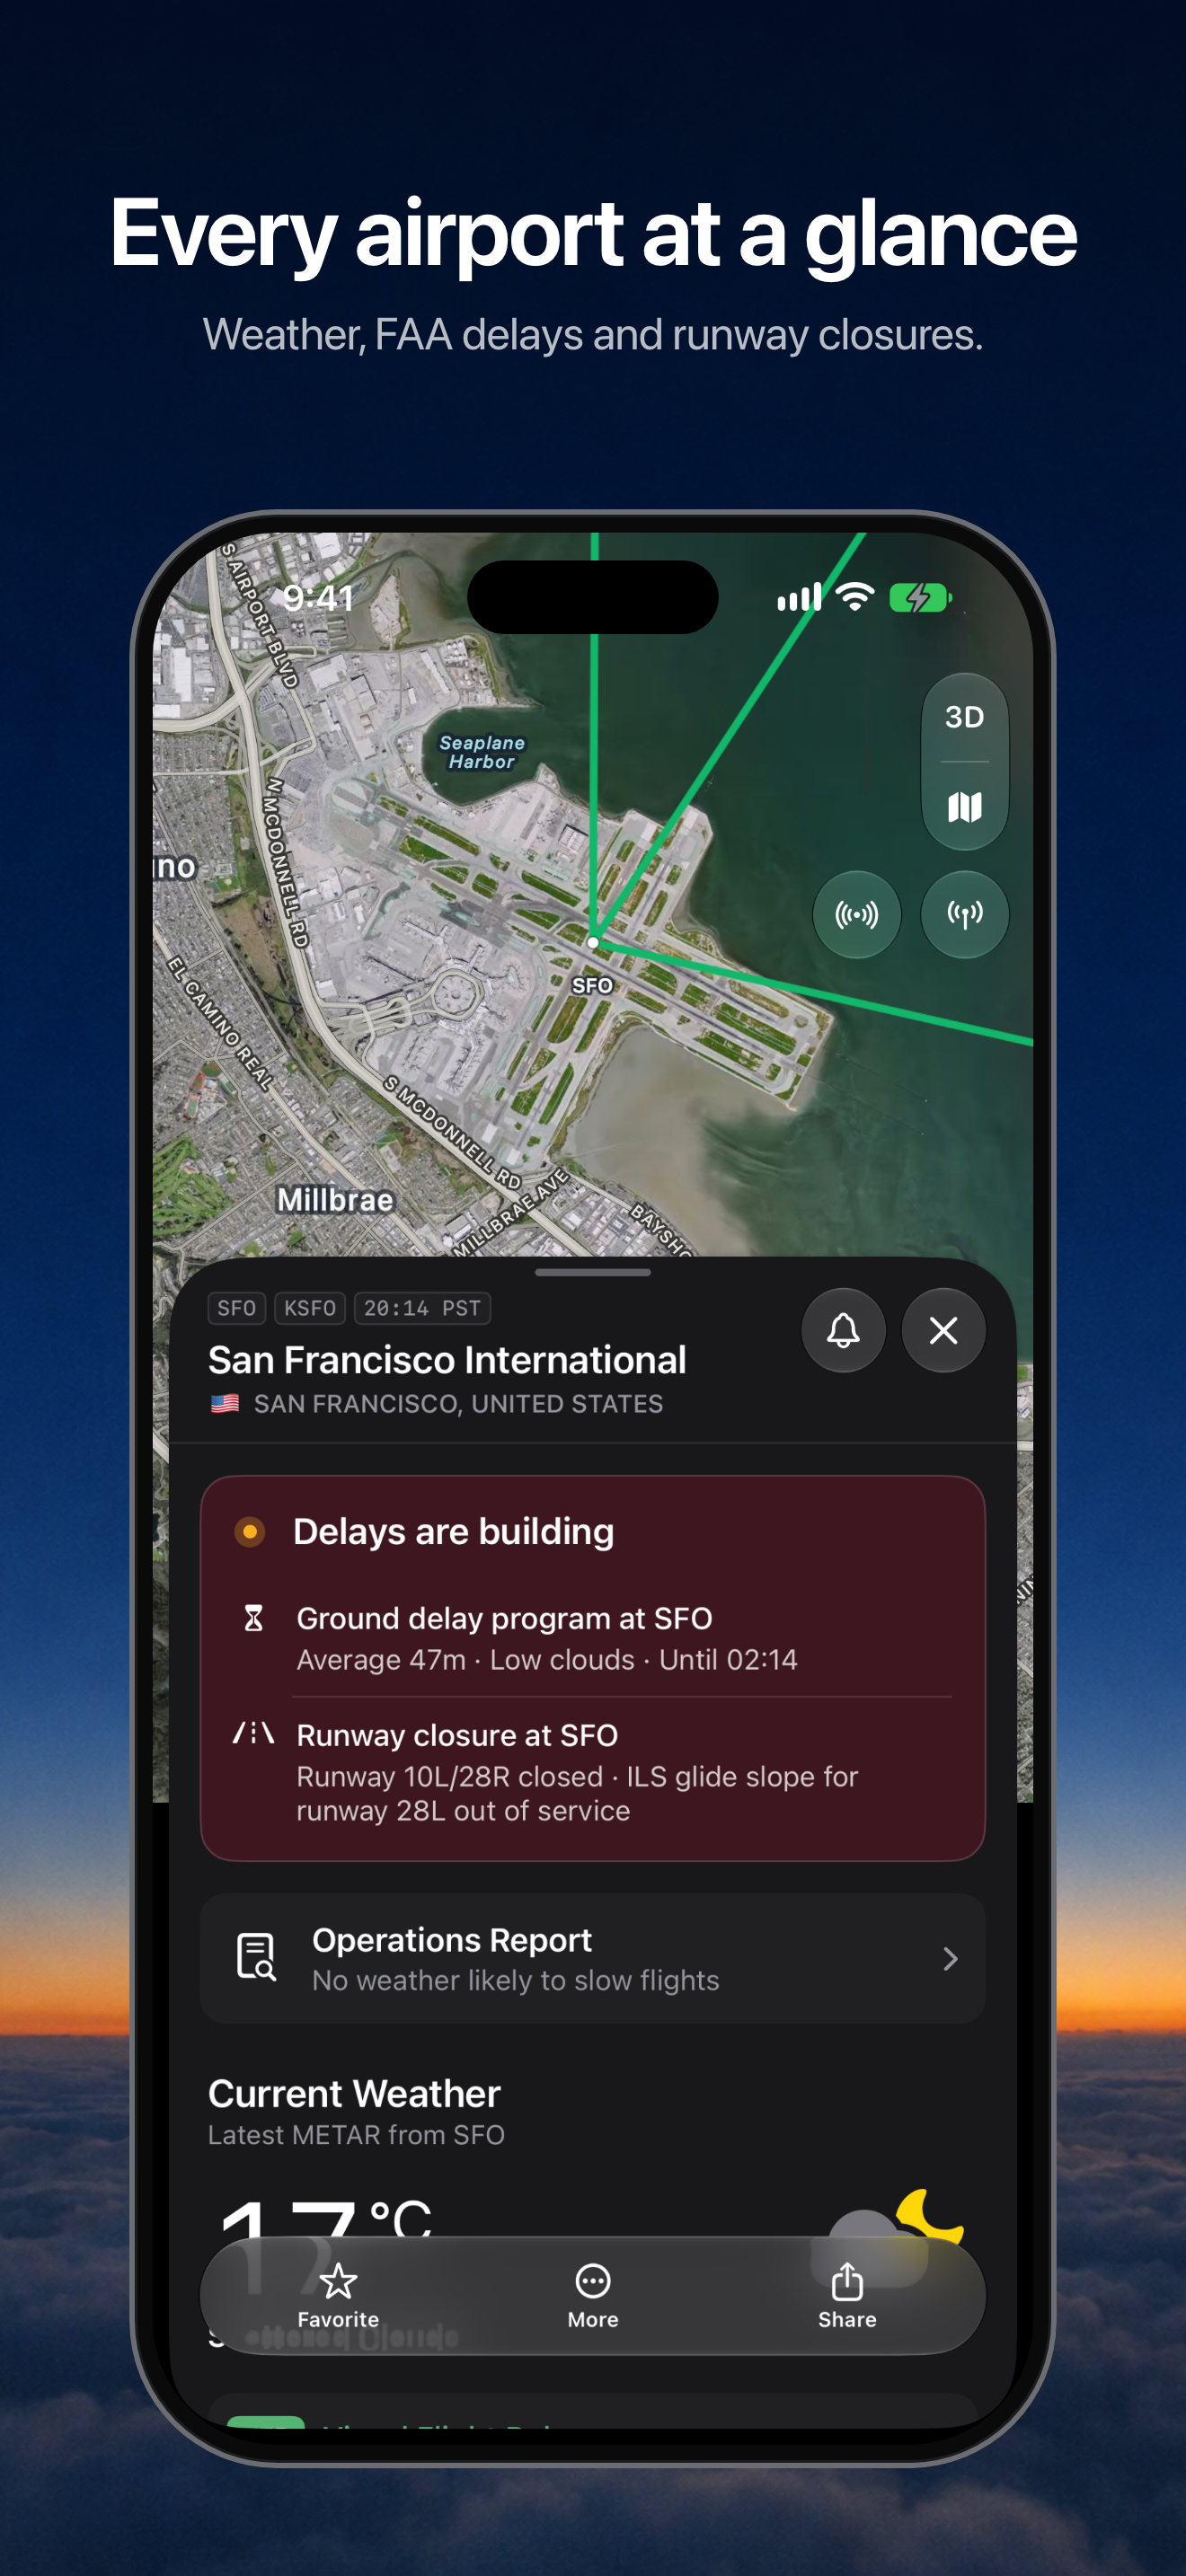 Every airport at a glance
Weather, FAA delays and runway closures.
9:41
S AIRPORT BLVD
3D
Seaplane
Harbor
N MCDONNELL RD
SFO
EL CAMINO REAL
S MCDONNELL RD
Millbrae
MILLBRAE AVE
SFO KSFO 20:14 PST
San Francisco International
SAN FRANCISCO, UNITED STATES
Delays are building
Ground delay program at SFO
Average 47m · Low clouds · Until 02:14
Runway closure at SFO
Runway 10L/28R closed · ILS glide slope for
runway 28L out of service
Operations Report
No weather likely to slow flights
Current Weather
Latest METAR from SFO
17 °C
Favorite
More
Share